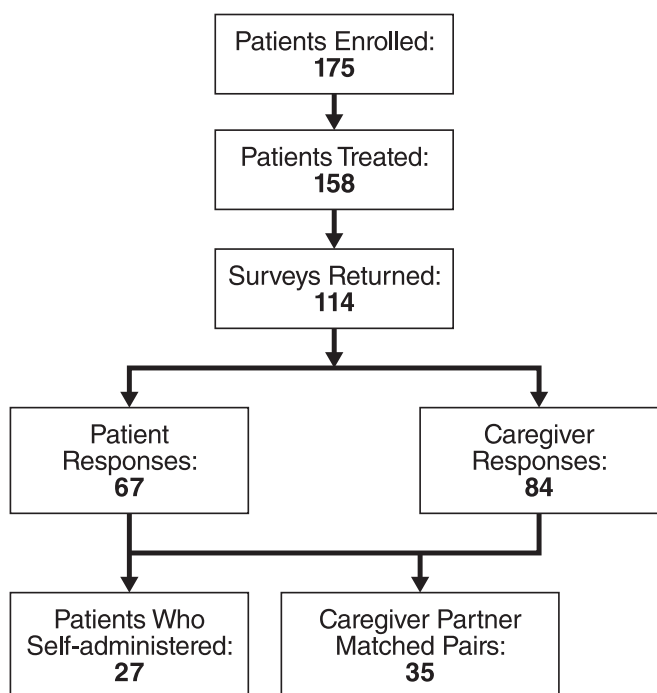 Patients Enrolled:
175
Patients Treated:
158
Surveys Returned:
114
Patient
Responses:
67
Caregiver
Responses:
84
Patients Who
Self-administered:
27
Caregiver Partner
Matched Pairs:
35